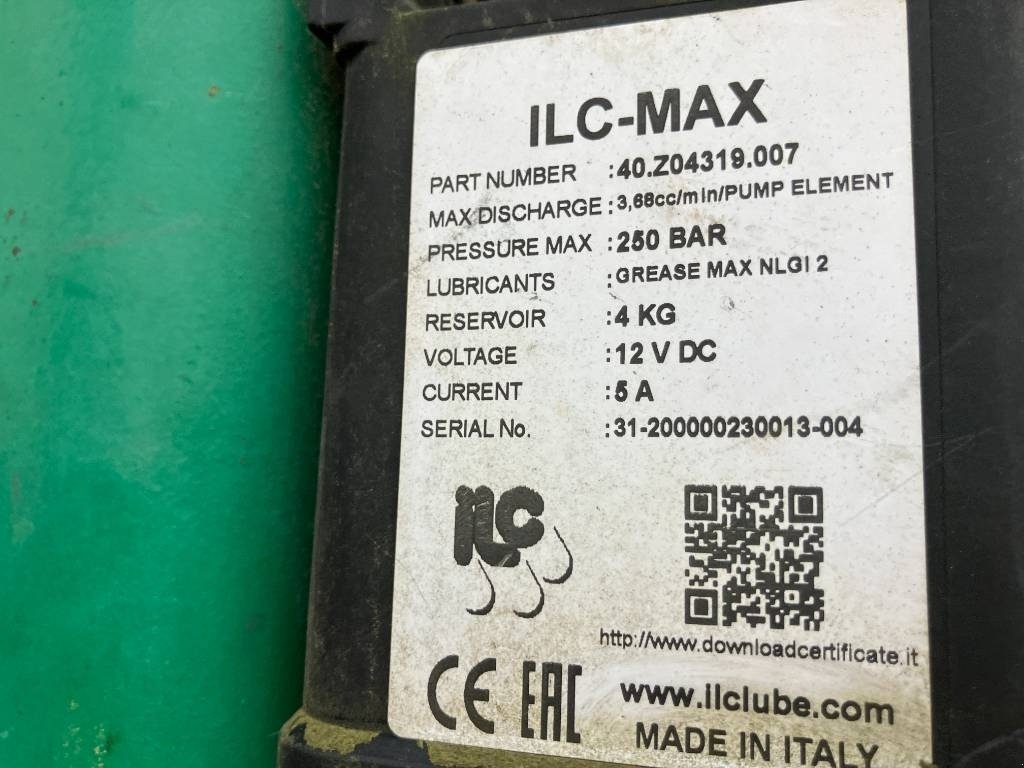 ILC-MAX
PART NUMBER :40.Z04319.007
MAX DISCHARGE :3,68cc/min/PUMP ELEMENT
PRESSURE MAX :250 BAR
LUBRICANTS :GREASE MAX NLGI 2
RESERVOIR :4 KG
VOLTAGE :12 V DC
CURRENT :5 A
SERIAL No. :31-200000230013-004
ilc
http://www.downloadcertificate.it
CE EAC www.ilclube.com
MADE IN ITALY